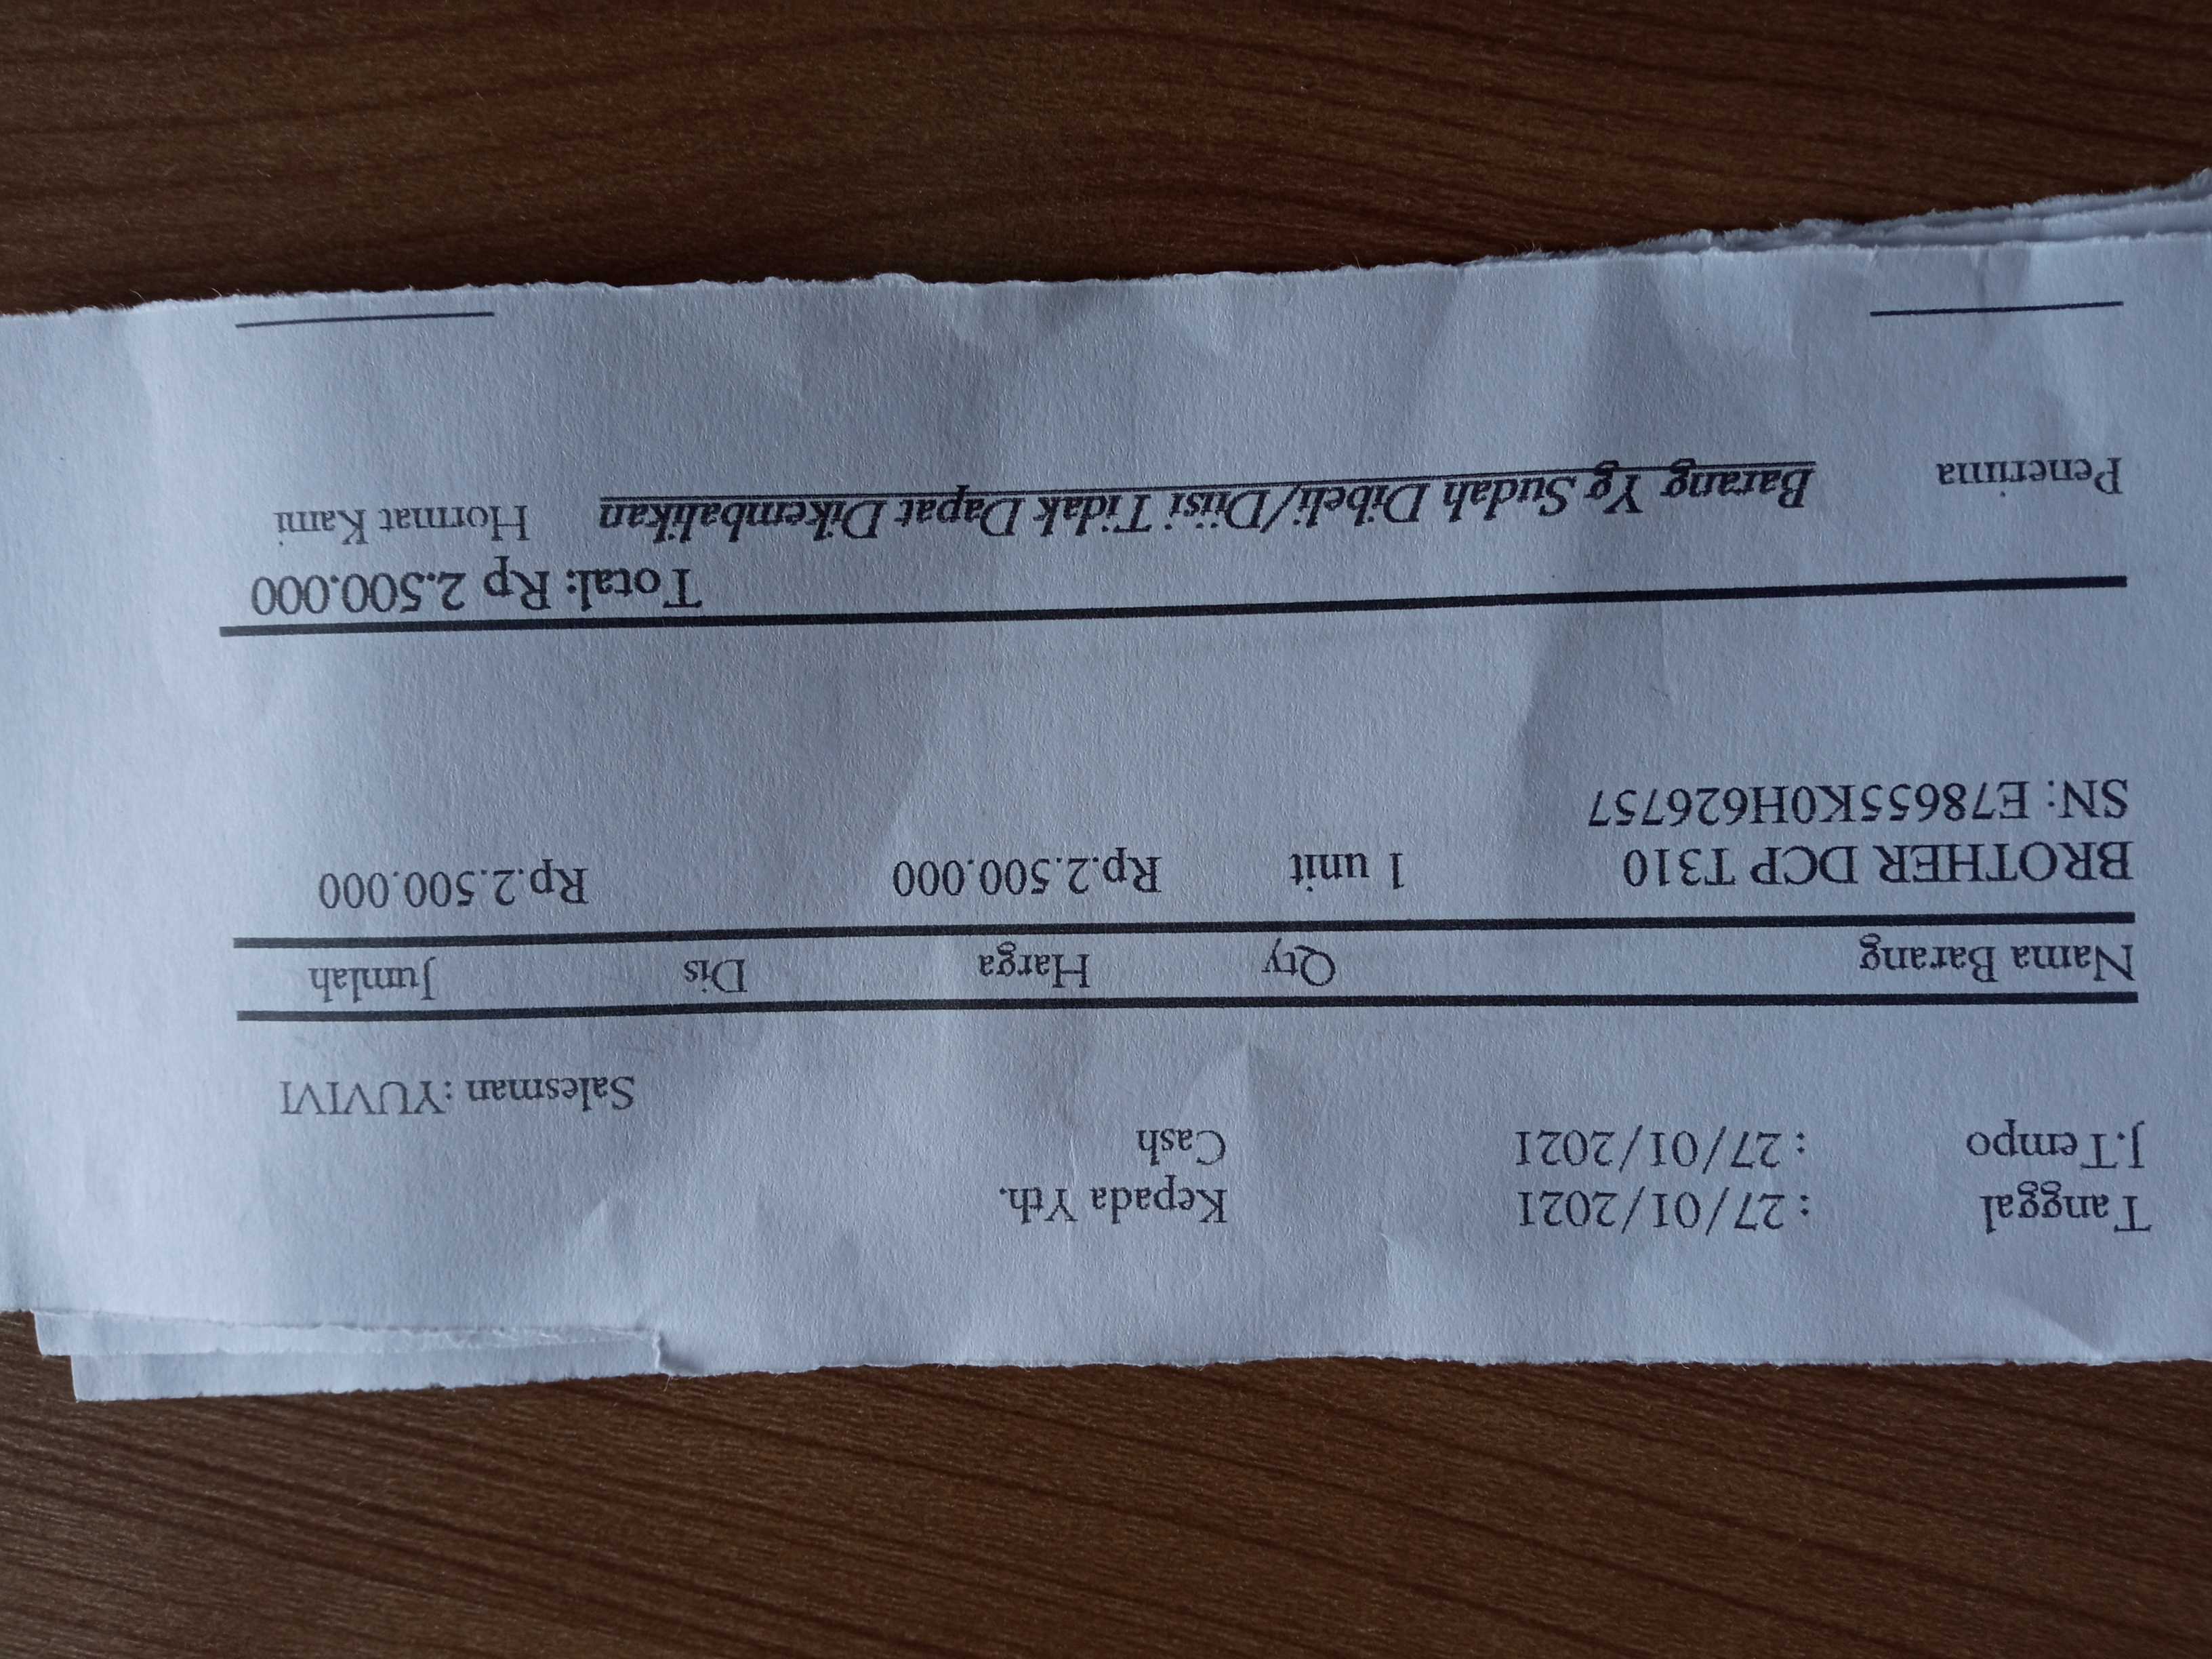 Tanggal : 27/01/2021 Kepada Yth.
J.Tempo : 27/01/2021 Cash
Salesman : YUVIVI
Nama Barang Qty Harga Dis Jumlah
BROTHER DCP T310 1 unit Rp.2.500.000 Rp.2.500.000
SN: E78655K0H626757
Total: Rp 2.500.000
Penerima Barang Yg Sudah Dibeli/Diisi Tidak Dapat Dikembalikan Hormat Kami